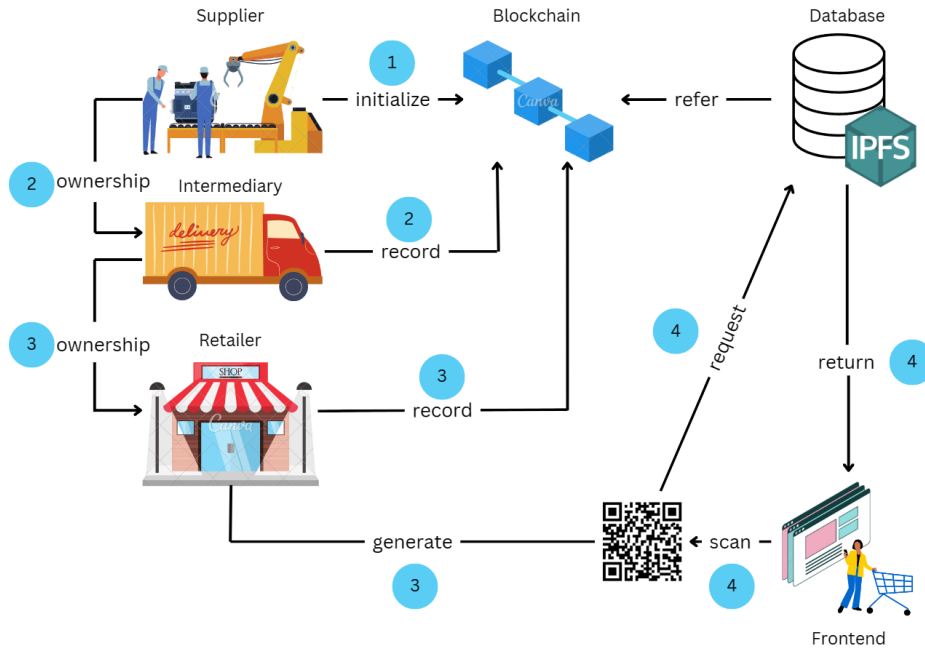 Supplier
Blockchain
Database
1
initialize
Canva
refer
IPFS
2
ownership
Intermediary
delivery
2
record
3
ownership
Retailer
SHOP
Canva
3
record
4
request
return
4
generate
3
scan
4
Frontend